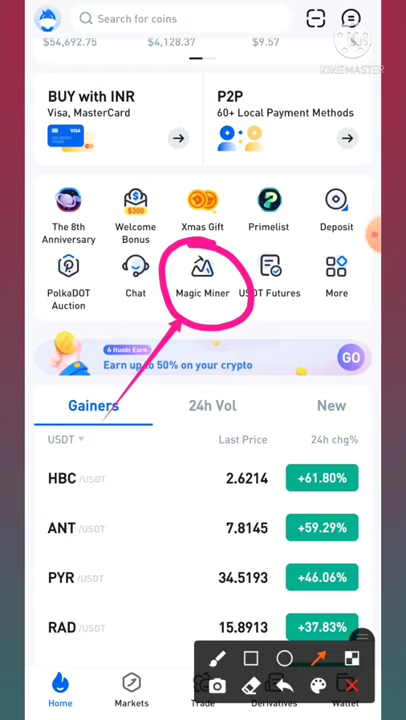 Search for coins
$54,692.75 $4,128.37 $9.57
KINEMASTER
BUY with INR
Visa, MasterCard
P2P
60+ Local Payment Methods
VISA
$300
The 8th
Anniversary
Welcome
Bonus
Xmas Gift
Primelist
Deposit
PolkaDOT
Auction
Chat
Magic Miner
USDT Futures
More
Huobi Earn
Earn up to 50% on your crypto
GO
Gainers 24h Vol New
USDT Last Price 24h chg%
HBC /USDT 2.6214 +61.80%
ANT /USDT 7.8145 +59.29%
PYR /USDT 34.5193 +46.06%
RAD /USDT 15.8913 +37.83%
Home Markets Trade Derivatives Wallet